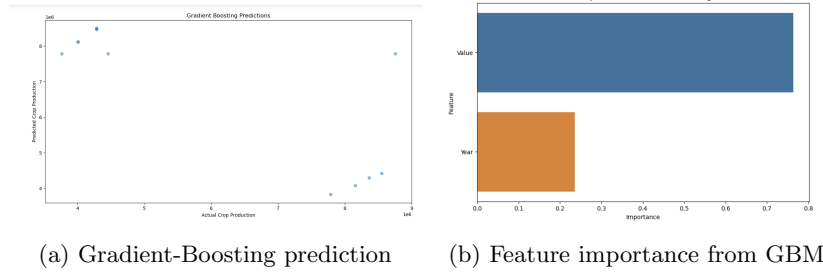 Gradient Boosting Predictions
1e6
8
7
6
5
4
Predicted Crop Production
4
5
6
7
8
9
1e6
Actual Crop Production
Value
Year
Feature
0.0
0.1
0.2
0.3
0.4
0.5
0.6
0.7
0.8
Importance
(a) Gradient-Boosting prediction
(b) Feature importance from GBM